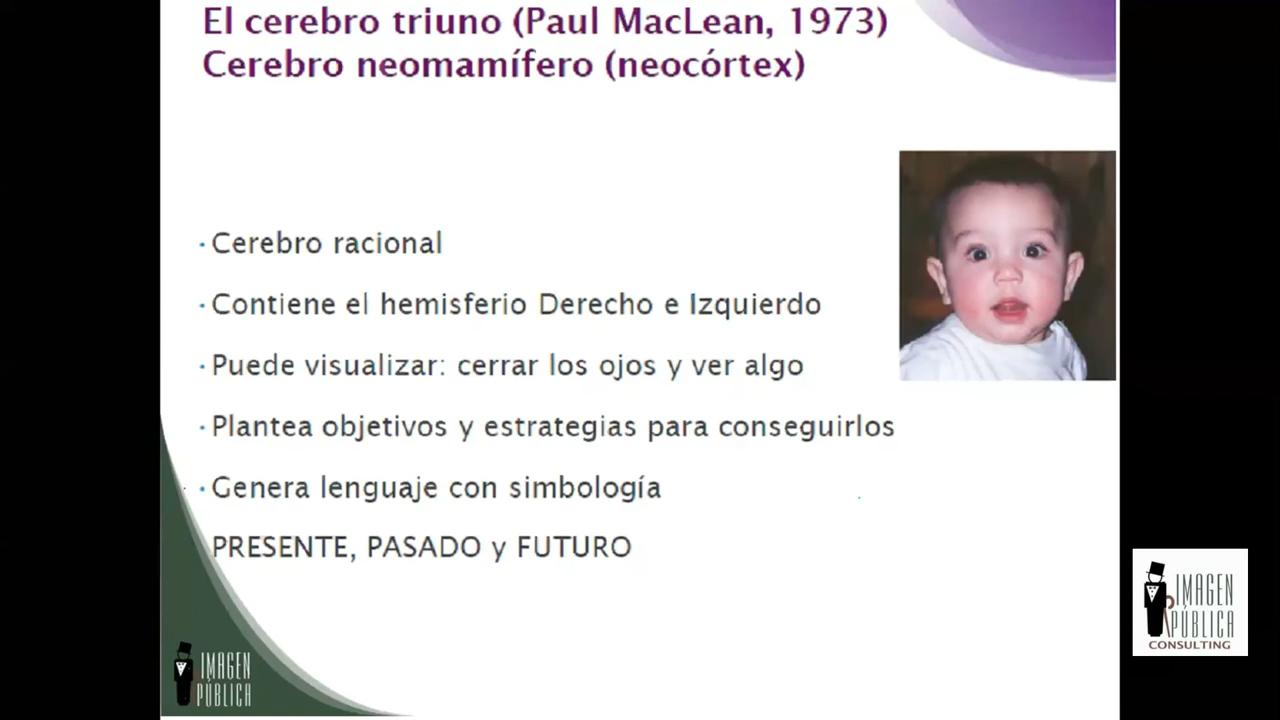 El cerebro triuno (Paul MacLean, 1973)
Cerebro neomamífero (neocórtex)
· Cerebro racional
· Contiene el hemisferio Derecho e Izquierdo
· Puede visualizar: cerrar los ojos y ver algo
· Plantea objetivos y estrategias para conseguirlos
· Genera lenguaje con simbología
PRESENTE, PASADO y FUTURO
IMAGEN
PÚBLICA
CONSULTING
IMAGEN
PÚBLICA